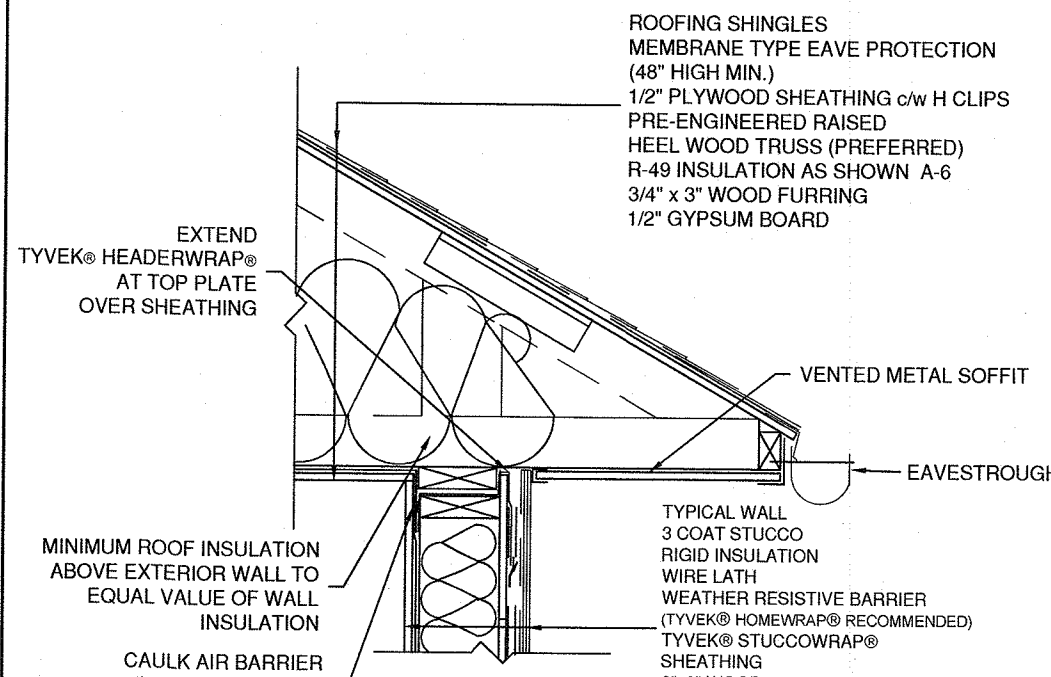 ROOFING SHINGLES
MEMBRANE TYPE EAVE PROTECTION
(48" HIGH MIN.)
1/2" PLYWOOD SHEATHING c/w H CLIPS
PRE-ENGINEERED RAISED
HEEL WOOD TRUSS (PREFERRED)
R-49 INSULATION AS SHOWN A-6
3/4" x 3" WOOD FURRING
1/2" GYPSUM BOARD
EXTEND
TYVEK® HEADERWRAP®
AT TOP PLATE
OVER SHEATHING
VENTED METAL SOFFIT
EAVESTROUGH
MINIMUM ROOF INSULATION
ABOVE EXTERIOR WALL TO
EQUAL VALUE OF WALL
INSULATION
CAULK AIR BARRIER
TYPICAL WALL
3 COAT STUCCO
RIGID INSULATION
WIRE LATH
WEATHER RESISTIVE BARRIER
(TYVEK® HOMEWRAP® RECOMMENDED)
TYVEK® STUCCOWRAP®
SHEATHING